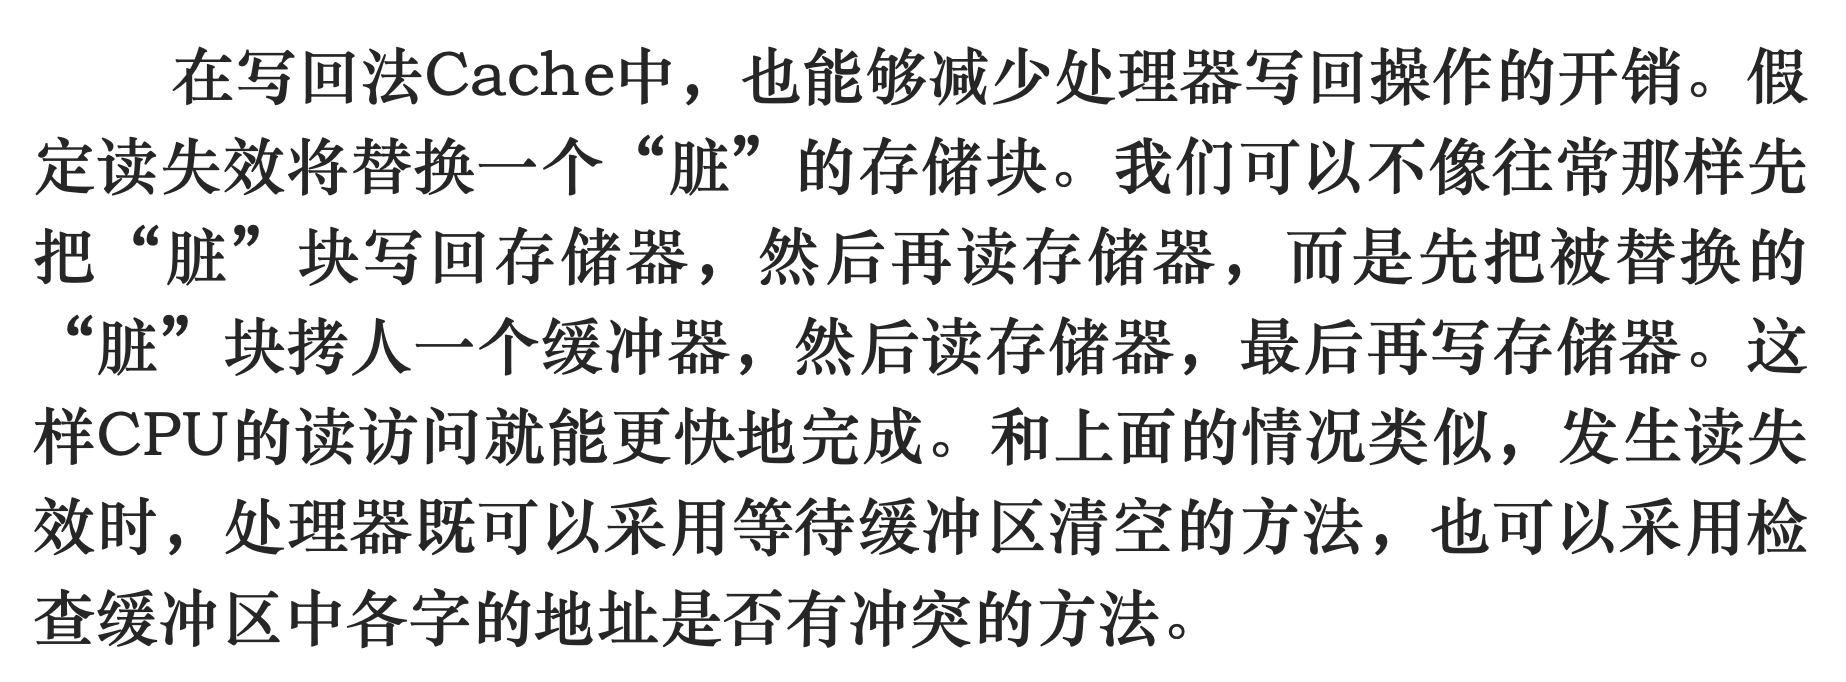 在写回法Cache中，也能够减少处理器写回操作的开销。假
定读失效将替换一个“脏”的存储块。我们可以不像往常那样先
把“脏”块写回存储器，然后再读存储器，而是先把被替换的
“脏”块拷人一个缓冲器，然后读存储器，最后再写存储器。这
样CPU的读访问就能更快地完成。和上面的情况类似，发生读失
效时，处理器既可以采用等待缓冲区清空的方法，也可以采用检
查缓冲区中各字的地址是否有冲突的方法。